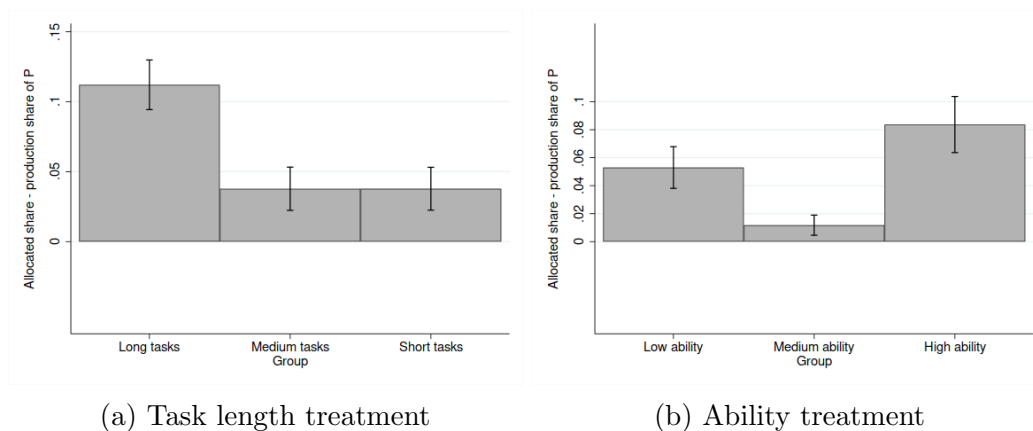 Allocated share - production share of P
.15
.1
.05
0
Long tasks Medium tasks Short tasks
Group
(a) Task length treatment
Allocated share - production share of P
.1
.08
.06
.04
.02
0
Low ability Medium ability High ability
Group
(b) Ability treatment